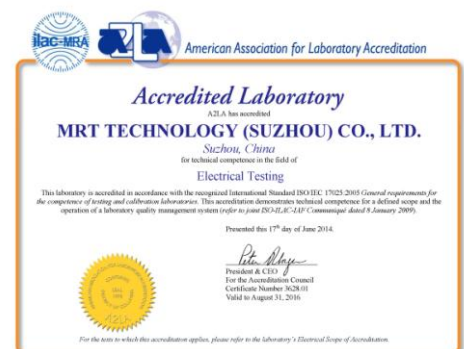 ilac-MRA
A2LA
American Association for Laboratory Accreditation
Accredited Laboratory
A2LA has accredited
MRT TECHNOLOGY (SUZHOU) CO., LTD.
Suzhou, China
for technical competence in the field of
Electrical Testing
This laboratory is accredited in accordance with the recognized International Standard ISO/IEC 17025:2005 General requirements for
the competence of testing and calibration laboratories. This accreditation demonstrates technical competence for a defined scope and the
operation of a laboratory quality management system (refer to joint ISO-ILAC-IAF Communiqué dated 8 January 2009).
Presented this 17th day of June 2014.
President & CEO
For the Accreditation Council
Certificate Number 3628.01
Valid to August 31, 2016
A2LA
For the tests to which this accreditation applies, please refer to the laboratory's Electrical Scope of Accreditation.